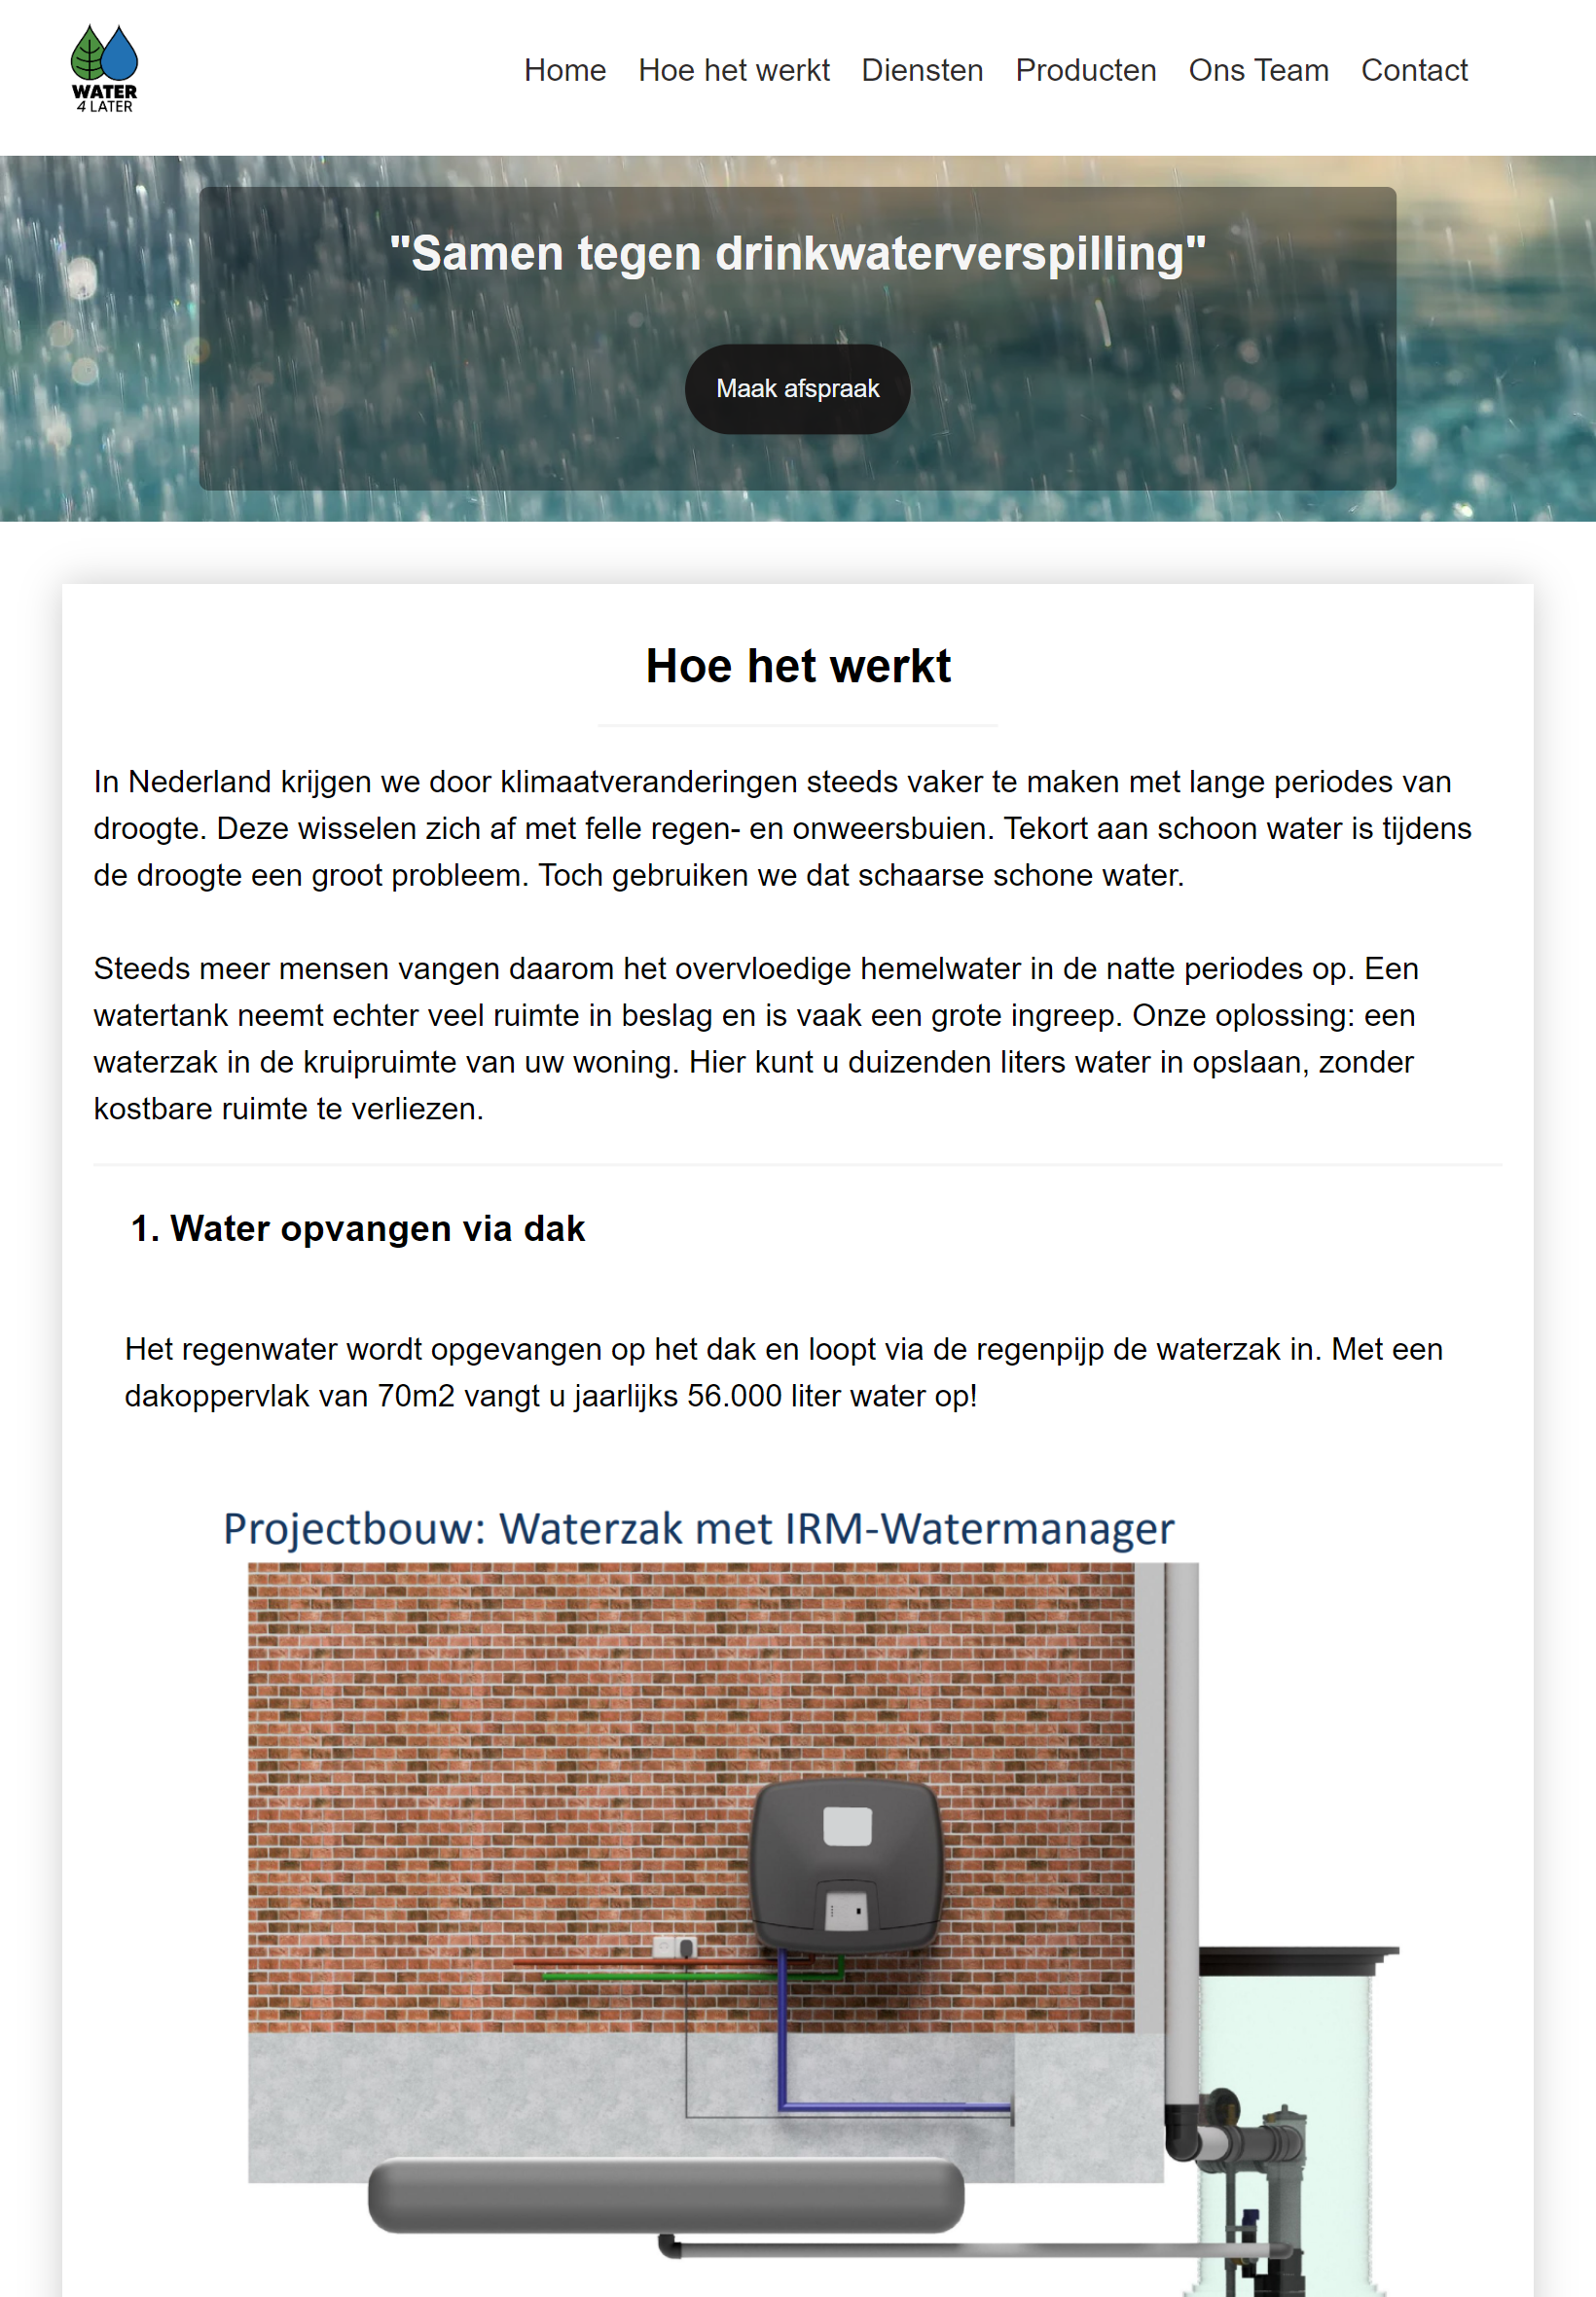 WATER
4 LATER
Home Hoe het werkt Diensten Producten Ons Team Contact
"Samen tegen drinkwaterverspilling"
Maak afspraak
Hoe het werkt
In Nederland krijgen we door klimaatveranderingen steeds vaker te maken met lange periodes van
droogte. Deze wisselen zich af met felle regen- en onweersbuien. Tekort aan schoon water is tijdens
de droogte een groot probleem. Toch gebruiken we dat schaarse schone water.
Steeds meer mensen vangen daarom het overvloedige hemelwater in de natte periodes op. Een
watertank neemt echter veel ruimte in beslag en is vaak een grote ingreep. Onze oplossing: een
waterzak in de kruipruimte van uw woning. Hier kunt u duizenden liters water in opslaan, zonder
kostbare ruimte te verliezen.
1. Water opvangen via dak
Het regenwater wordt opgevangen op het dak en loopt via de regenpijp de waterzak in. Met een
dakoppervlak van 70m2 vangt u jaarlijks 56.000 liter water op!
Projectbouw: Waterzak met IRM-Watermanager